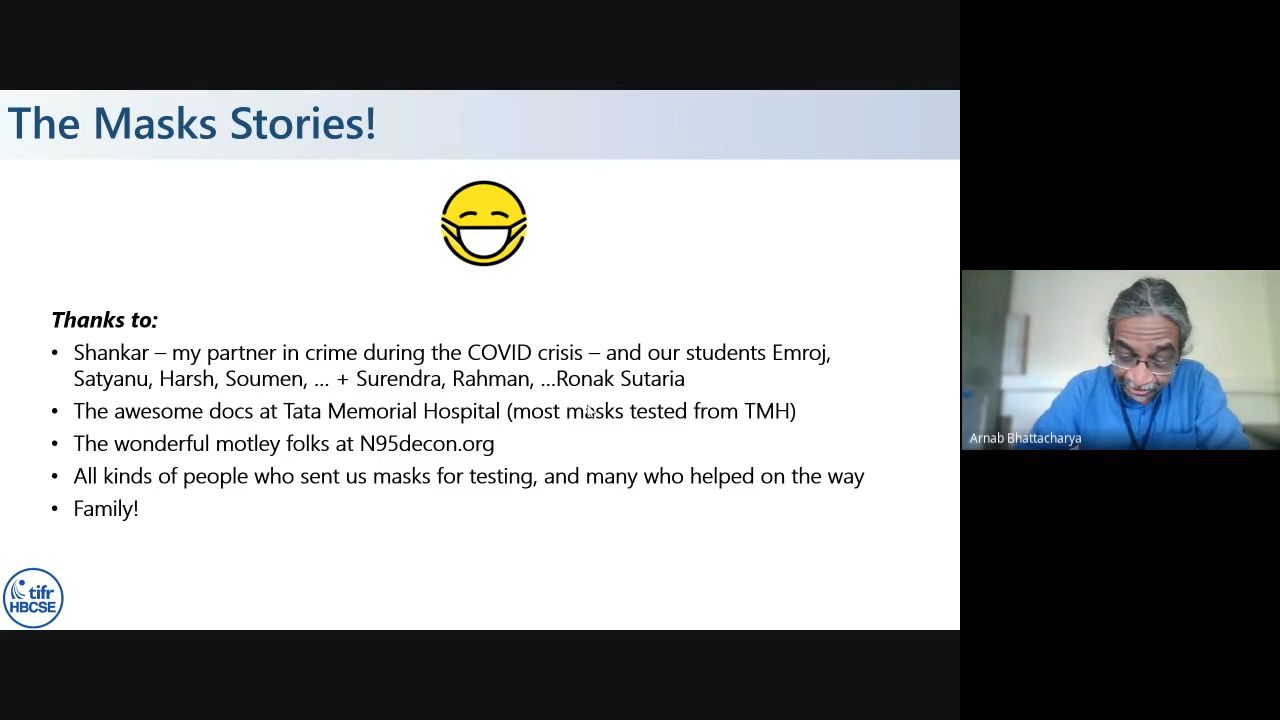 The Masks Stories!
Thanks to:
• Shankar – my partner in crime during the COVID crisis – and our students Emroj,
Satyanu, Harsh, Soumen, ... + Surendra, Rahman, ...Ronak Sutaria
• The awesome docs at Tata Memorial Hospital (most masks tested from TMH)
• The wonderful motley folks at N95decon.org
• All kinds of people who sent us masks for testing, and many who helped on the way
• Family!
tifr
HBCSE
Arnab Bhattacharya